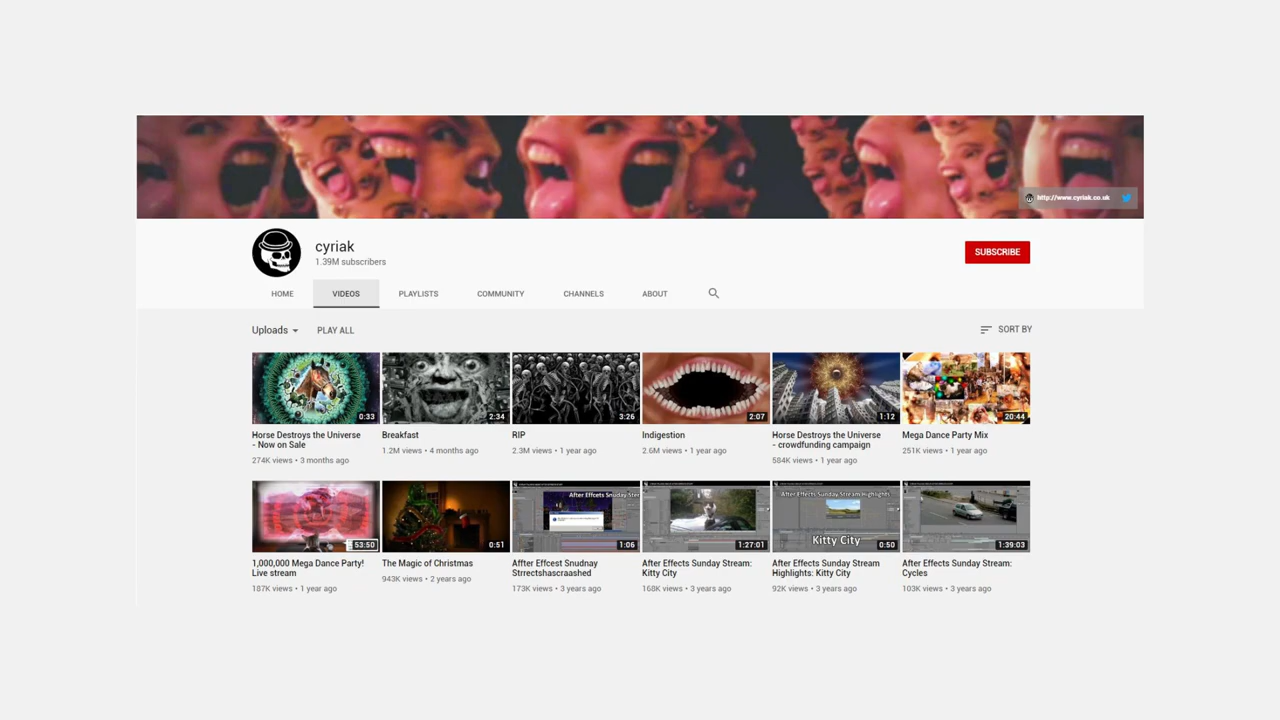 http://www.cyriak.co.uk
cyriak
1.39M subscribers
SUBSCRIBE
HOME VIDEOS PLAYLISTS COMMUNITY CHANNELS ABOUT
Uploads PLAY ALL SORT BY
0:33 2:34 3:26 2:07 1:12 20:44
Horse Destroys the Universe
- Now on Sale
274K views • 3 months ago
Breakfast
1.2M views • 4 months ago
RIP
2.3M views • 1 year ago
Indigestion
2.6M views • 1 year ago
Horse Destroys the Universe
- crowdfunding campaign
584K views • 1 year ago
Mega Dance Party Mix
251K views • 1 year ago
After Effcets Snuday Ster
After Effects Sunday Stream Highlights
Kitty City
53:50 0:51 1:06 1:27:01 0:50 1:39:03
1,000,000 Mega Dance Party!
Live stream
187K views • 1 year ago
The Magic of Christmas
943K views • 2 years ago
Affter Effcest Snudnay
Strrectshascraashed
173K views • 3 years ago
After Effects Sunday Stream:
Kitty City
168K views • 3 years ago
After Effects Sunday Stream
Highlights: Kitty City
92K views • 3 years ago
After Effects Sunday Stream:
Cycles
103K views • 3 years ago